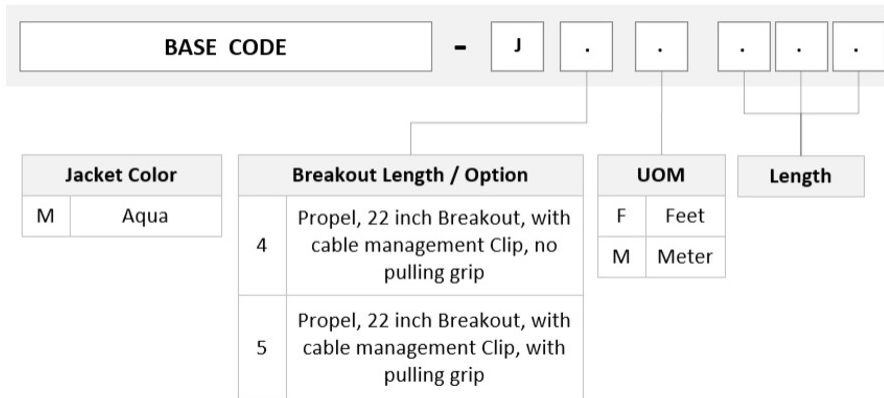 BASE CODE - J . . . . .
Jacket Color
M Aqua
Breakout Length / Option
4 Propel, 22 inch Breakout, with
cable management Clip, no
pulling grip
5 Propel, 22 inch Breakout, with
cable management Clip, with
pulling grip
UOM
F Feet
M Meter
Length